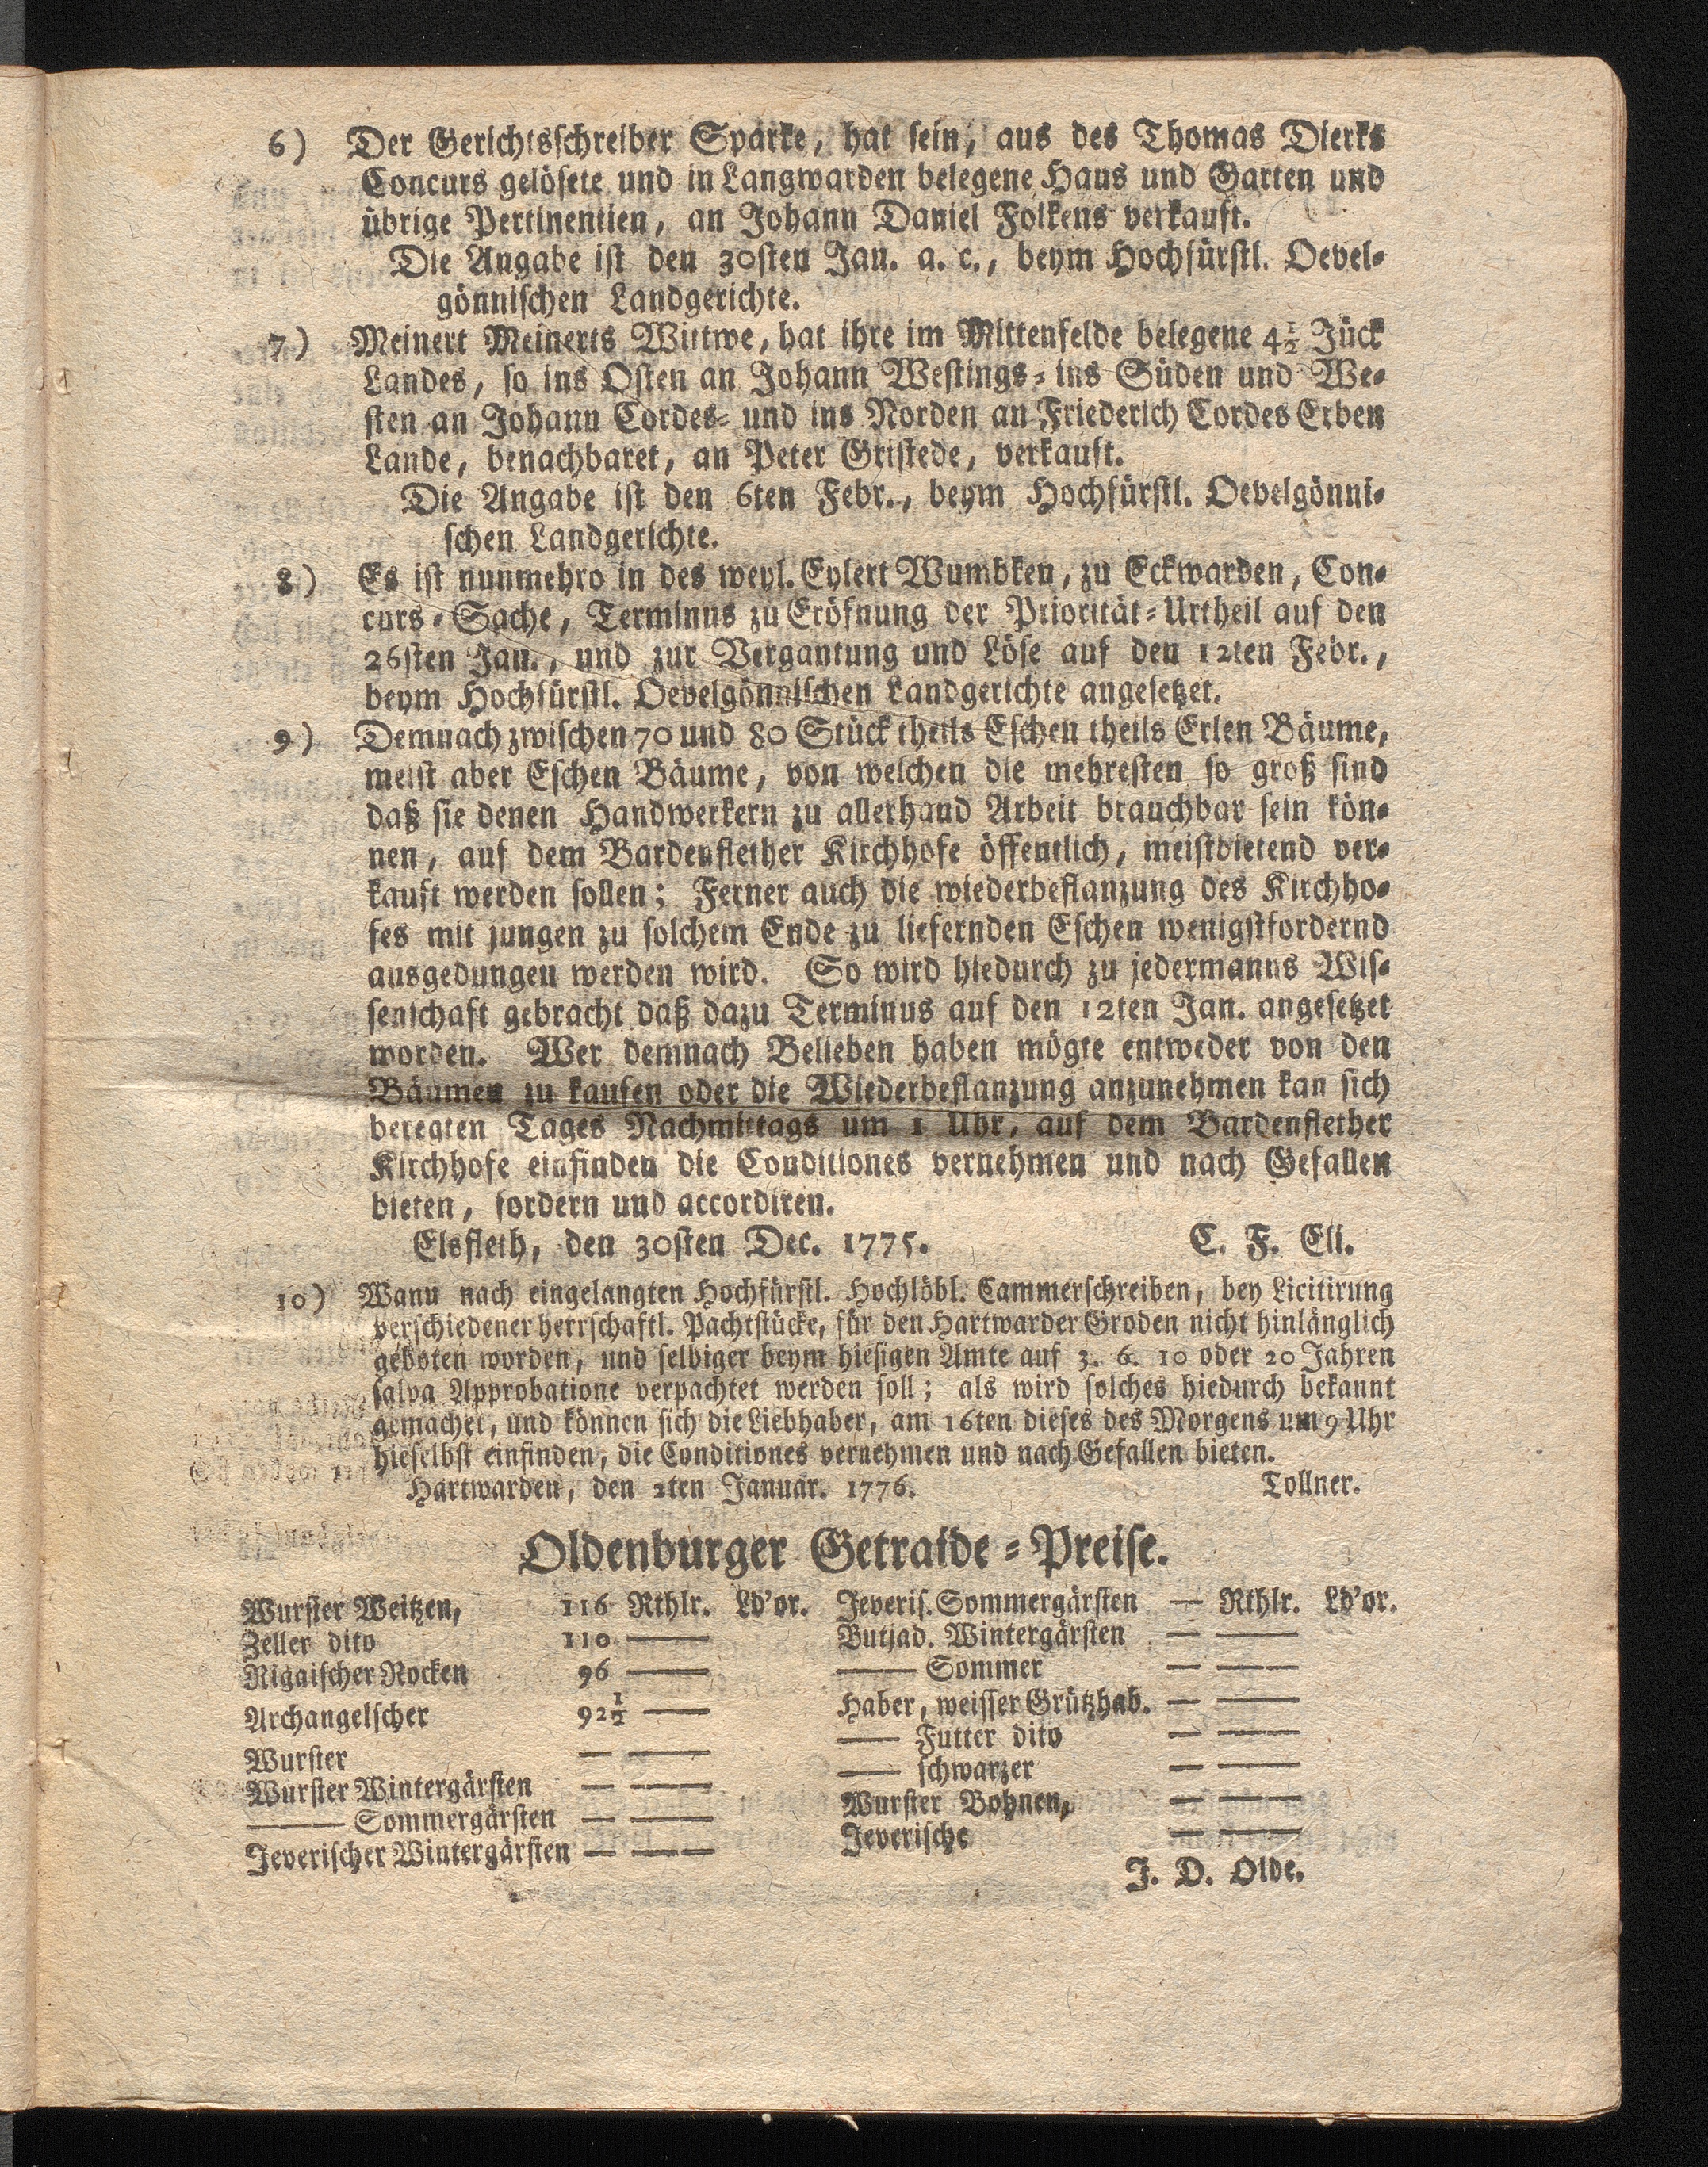 6) Der Gerichtsschreiber Sparke, hat sein, aus des Thomas Dierks
Concurs gelösete und in Langwarden belegene Haus und Garten und
übrige Pertinentien, an Johann Daniel Folkens verkauft.
Die Angabe ist den 30sten Jan. a. c., beym Hochfürstl. Oevel-
gönnischen Landgerichte.
7) Meinert Meinerts Wittwe, hat ihre im Mittenfelde belegene 4½ Jück
Landes, so ins Osten an Johann Westings- ins Süden und We-
sten an Johann Cordes- und ins Norden an Friederich Cordes Erben
Lande, benachbaret, an Peter Gristede, verkauft.
Die Angabe ist den 6ten Febr., beym Hochfürstl. Oevelgönni-
schen Landgerichte.
8) Es ist nunmehro in des weyl. Eylert Wumbken, zu Eckwarden, Con-
curs-Sache, Terminus zu Eröfnung der Priorität-Urtheil auf den
26sten Jan., und zur Vergantung und Löse auf den 12ten Febr.,
beym Hochfürstl. Oevelgönnischen Landgerichte angesetzet.
9) Demnach zwischen 70 und 80 Stück theils Eschen theils Erlen Bäume,
meist aber Eschen Bäume, von welchen die mehresten so groß sind
daß sie denen Handwerkern zu allerhand Arbeit brauchbar sein kön-
nen, auf dem Bardenflether Kirchhofe öffentlich, meistbietend ver-
kauft werden sollen; Ferner auch die wiederbeflanzung des Kirchho-
fes mit jungen zu solchem Ende zu liefernden Eschen wenigstfordernd
ausgedungen werden wird. So wird hiedurch zu jedermanns Wis-
senschaft gebracht daß dazu Terminus auf den 12ten Jan. angesetzet
worden. Wer demnach Belieben haben mögte entweder von den
Bäumen zu kaufen oder die Wiederbeflanzung anzunehmen kan sich
beregten Tages Nachmittags um 1 Uhr, auf dem Bardenflether
Kirchhofe einfinden die Conditiones vernehmen und nach Gefallen
bieten, fordern und accordiren.
Elsfleth, den 30sten Dec. 1775. C. F. Eli.
10) Wann nach eingelangten Hochfürstl. Hochlöbl. Cammerschreiben, bey Licitirung
verschiedener herrschaftl. Pachtstücke, für den Hartwarder Groden nicht hinlänglich
geboten worden, und selbiger beym hiesigen Amte auf 3. 6. 10 oder 20 Jahren
salva Approbatione verpachtet werden soll; als wird solches hiedurch bekannt
gemachet, und können sich die Liebhaber, am 16ten dieses des Morgens um 9 Uhr
hieselbst einfinden, die Conditiones vernehmen und nach Gefallen bieten.
Hartwarden, den 2ten Januar. 1776. Tollner.
Oldenburger Getraide-Preise.
Wurster Weitzen, 116 Rthlr. Ld'or.
Zeller dito 110 ——
Rigaischer Rocken 96 ——
Archangelscher 92½ ——
Wurster — ——
Wurster Wintergärsten — ——
—— Sommergärsten — ——
Jeverischer Wintergärsten — ——
Jeveris. Sommergärsten — Rthlr. Ld'or.
Butjad. Wintergärsten — ——
—— Sommer — ——
Haber, weisser Grützhab. — ——
—— Futter dito — ——
—— schwarzer — ——
Wurster Bohnen, — ——
Jeverische — ——
J. D. Olde.